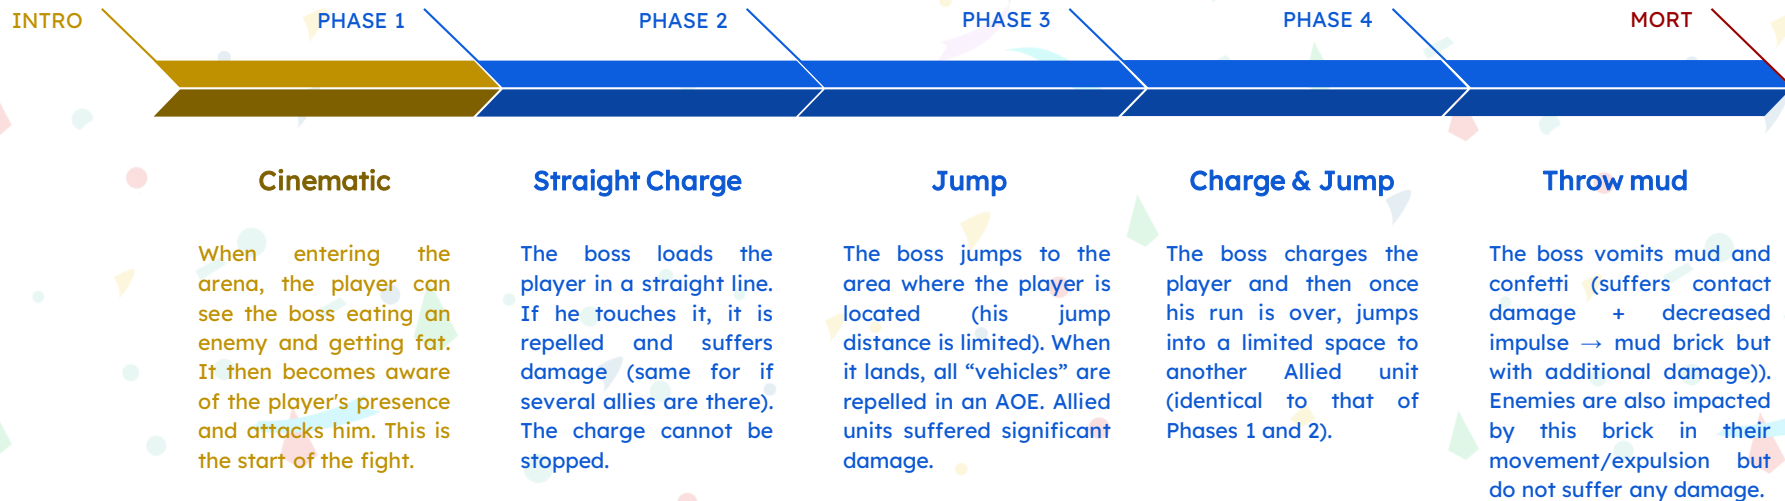 INTRO
PHASE 1
PHASE 2
PHASE 3
PHASE 4
MORT
Cinematic
When entering the
arena, the player can
see the boss eating an
enemy and getting fat.
It then becomes aware
of the player's presence
and attacks him. This is
the start of the fight.
Straight Charge
The boss loads the
player in a straight line.
If he touches it, it is
repelled and suffers
damage (same for if
several allies are there).
The charge cannot be
stopped.
Jump
The boss jumps to the
area where the player is
located (his jump
distance is limited). When
it lands, all “vehicles” are
repelled in an AOE. Allied
units suffered significant
damage.
Charge & Jump
The boss charges the
player and then once
his run is over, jumps
into a limited space to
another Allied unit
(identical to that of
Phases 1 and 2).
Throw mud
The boss vomits mud and
confetti (suffers contact
damage + decreased
impulse → mud brick but
with additional damage)).
Enemies are also impacted
by this brick in their
movement/expulsion but
do not suffer any damage.